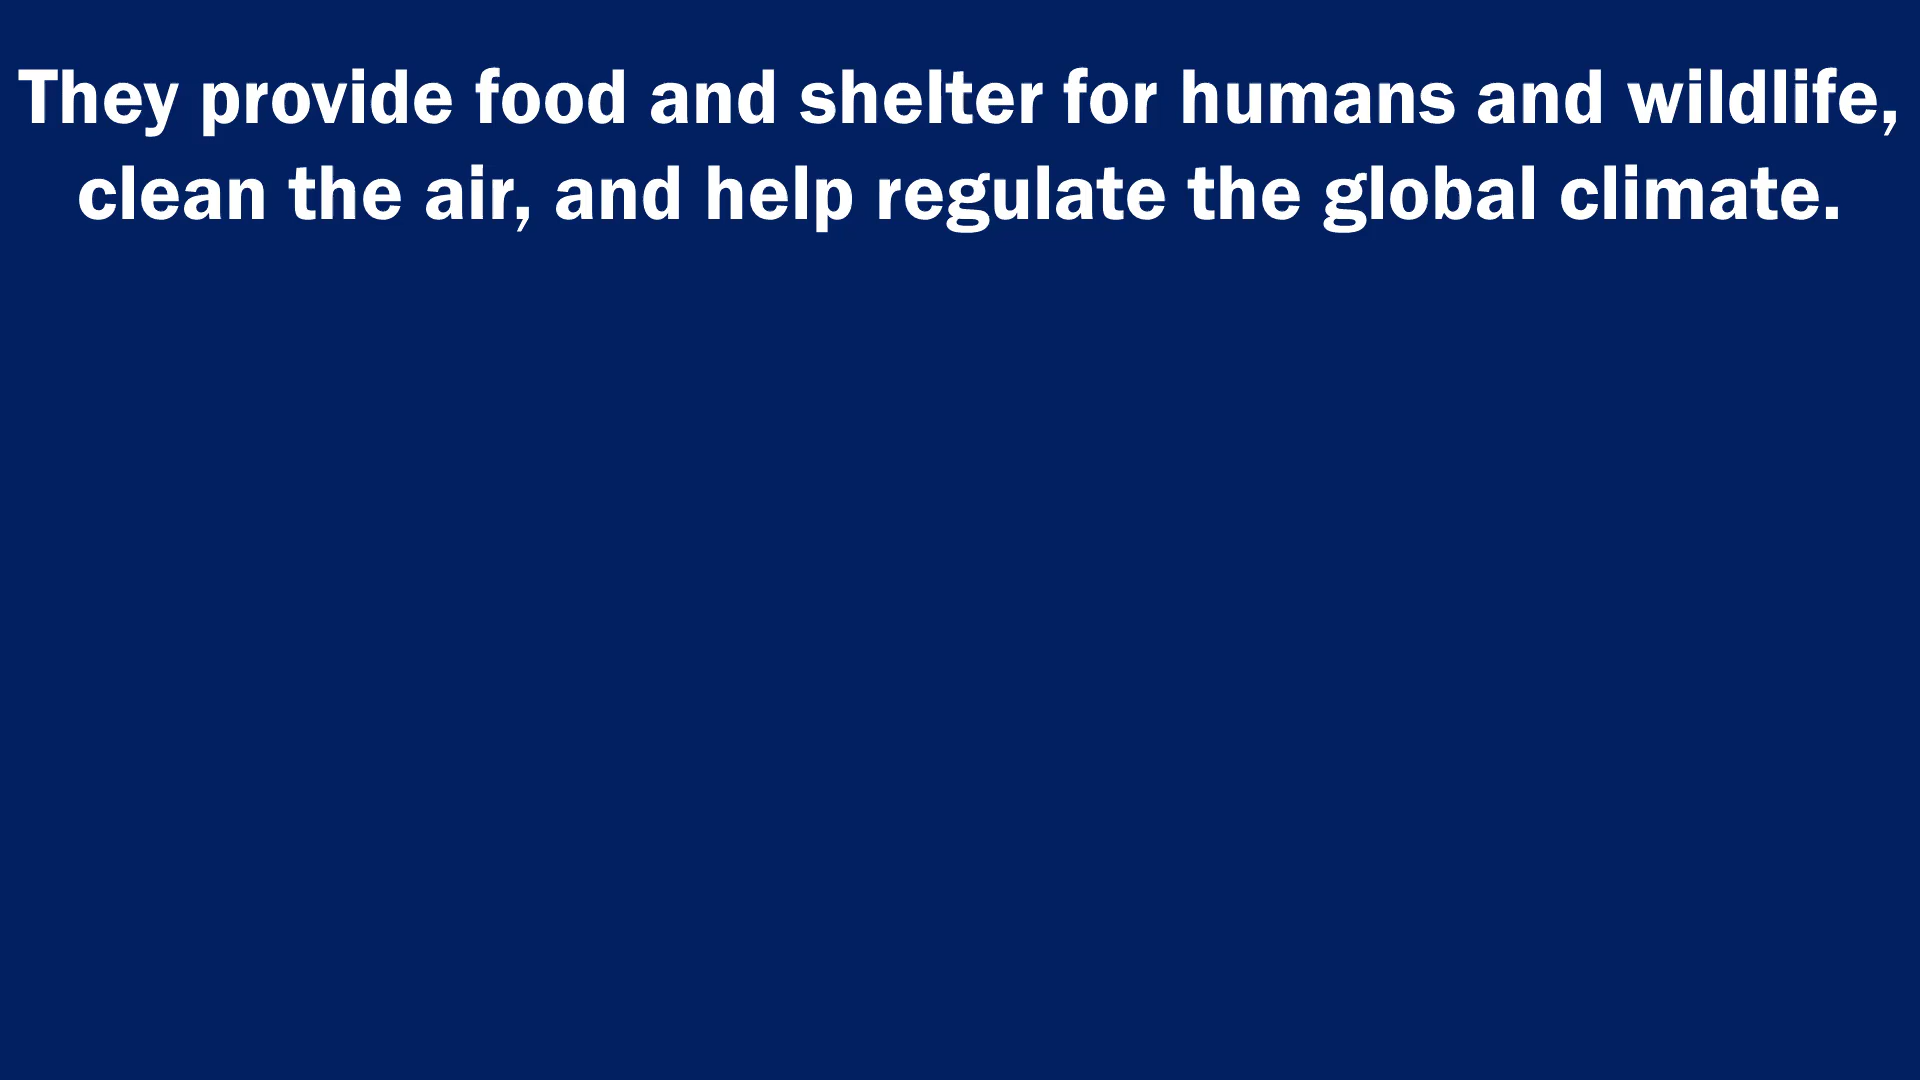 They provide food and shelter for humans and wildlife,
clean the air, and help regulate the global climate.